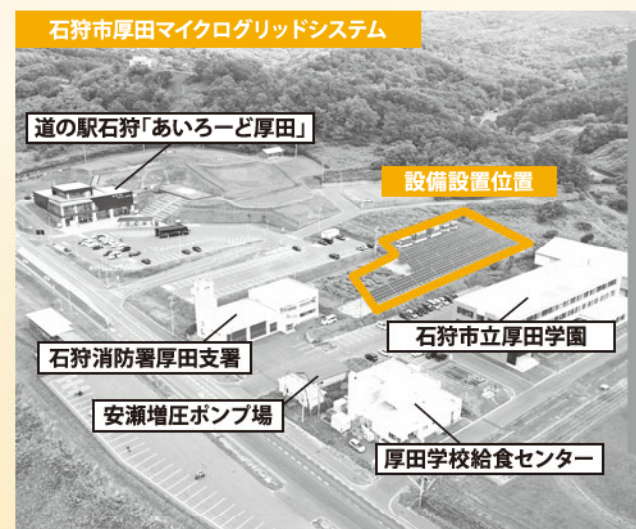 石狩市厚田マイクログリッドシステム
道の駅石狩「あいろーど厚田」
設備設置位置
石狩市立厚田学園
石狩消防署厚田支署
安瀬増圧ポンプ場
厚田学校給食センター